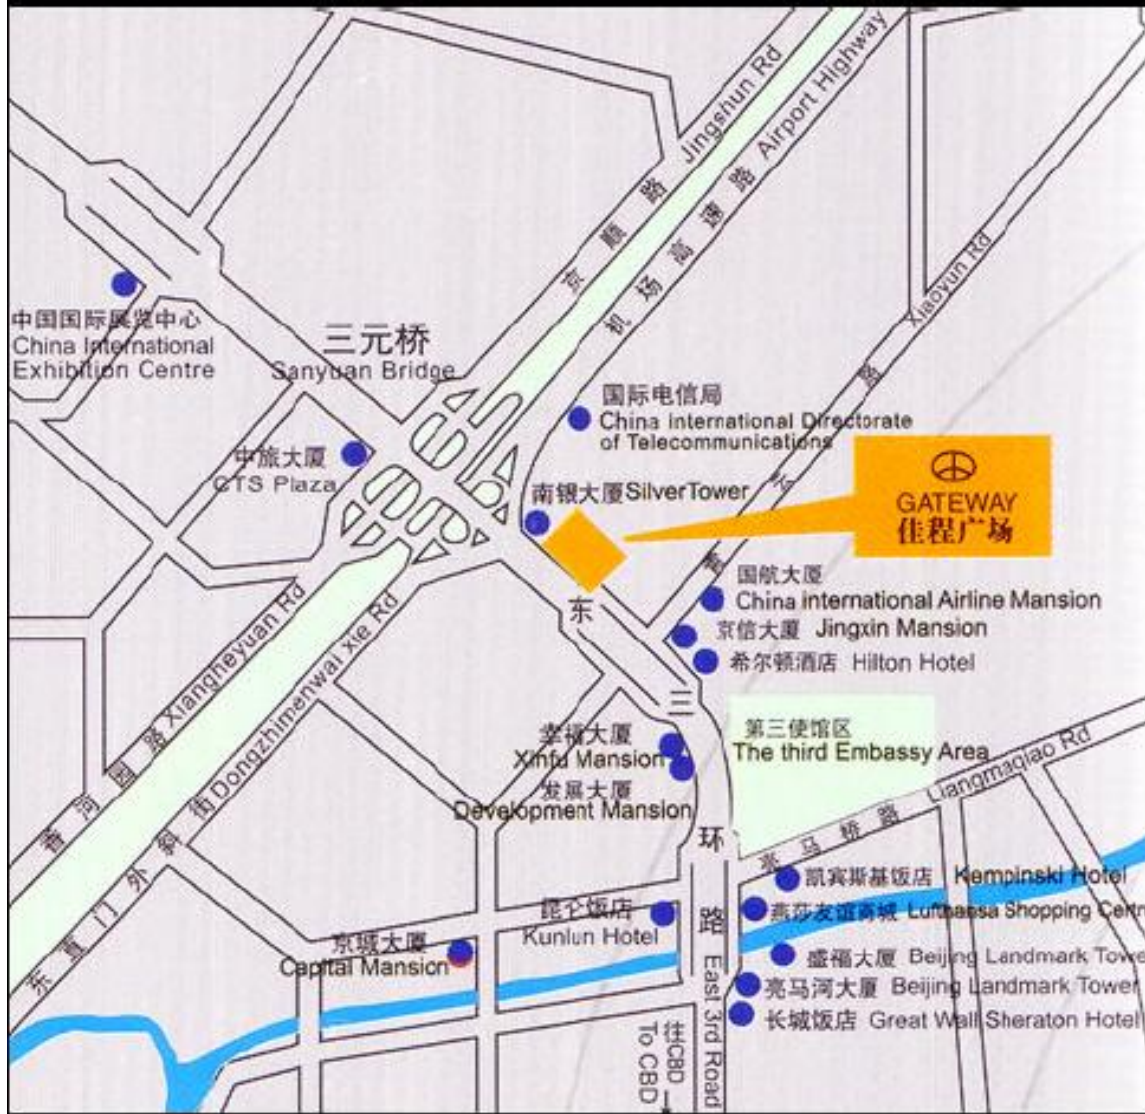 京顺路 Jingshun Rd
机场高速路 Airport Highway
Xiaoyun Rd
霄云路
中国国际展览中心
China International
Exhibition Centre
三元桥
Sanyuan Bridge
国际电信局
China International Directorate
of Telecommunications
中旅大厦
CTS Plaza
南银大厦 SilverTower
GATEWAY
佳程广场
国航大厦
China international Airline Mansion
京信大厦 Jingxin Mansion
希尔顿酒店 Hilton Hotel
香河园路 Xiangheyuan Rd
东直门外斜街 Dongzhimenwai xie Rd
幸福大厦
Xinfu Mansion
发展大厦
Development Mansion
第三使馆区
The third Embassy Area
亮马桥路 Liangmaqiao Rd
东三环路 East 3rd Road
凯宾斯基饭店 Kempinski Hotel
燕莎友谊商城 Lufthansa Shopping Centr
昆仑饭店
Kunlun Hotel
京城大厦
Capital Mansion
盛福大厦 Beijing Landmark Towe
亮马河大厦 Beijing Landmark Tower
长城饭店 Great Wall Sheraton Hotel
往CBD
To CBD